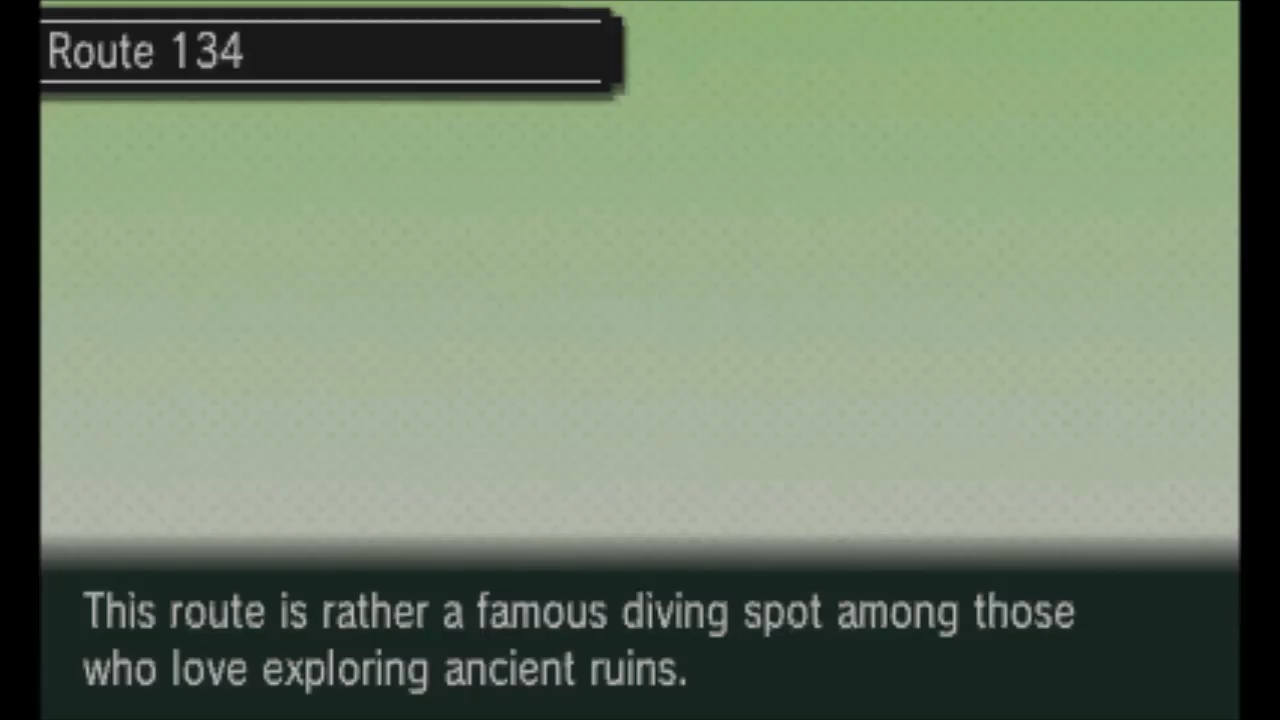 Route 134
This route is rather a famous diving spot among those
who love exploring ancient ruins.